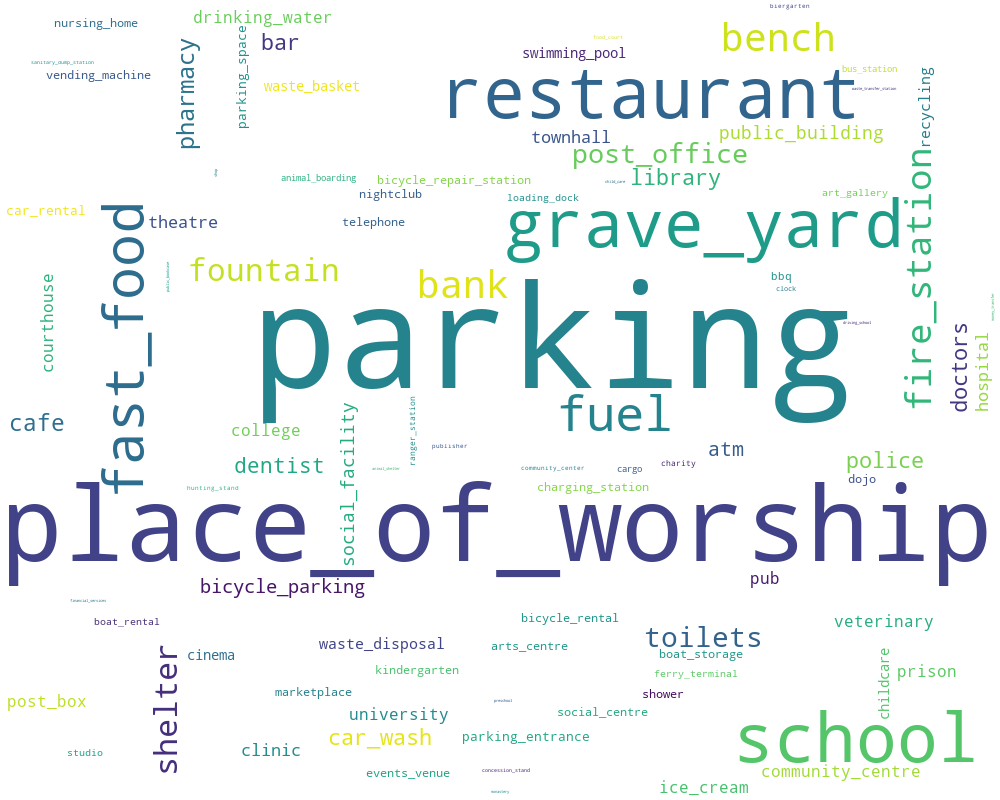 biergarten
nursing_home
drinking_water
bar
food_court
bench
swimming_pool
sanitary_dump_station
vending_machine
pharmacy
parking_space
waste_basket
restaurant
bus_station
waste_transfer_station
recycling
townhall
public_building
post_office
library
animal_boarding
bicycle_repair_station
child_care
nightclub
loading_dock
art_gallery
car_rental
theatre
telephone
fast_food
grave_yard
fire_station
fountain
bank
bbq
clock
courthouse
parking
driving_school
doctors
hospital
cafe
college
fuel
ranger_station
publisher
atm
dentist
social_facility
community_center
cargo
charity
police
dojo
hunting_stand
charging_station
place_of_worship
bicycle_parking
pub
financial_services
boat_rental
bicycle_rental
veterinary
waste_disposal
arts_centre
toilets
cinema
boat_storage
kindergarten
ferry_terminal
childcare
prison
shelter
marketplace
shower
post_box
preschool
university
social_centre
car_wash
parking_entrance
school
studio
clinic
events_venue
concession_stand
community_centre
ice_cream
monastery